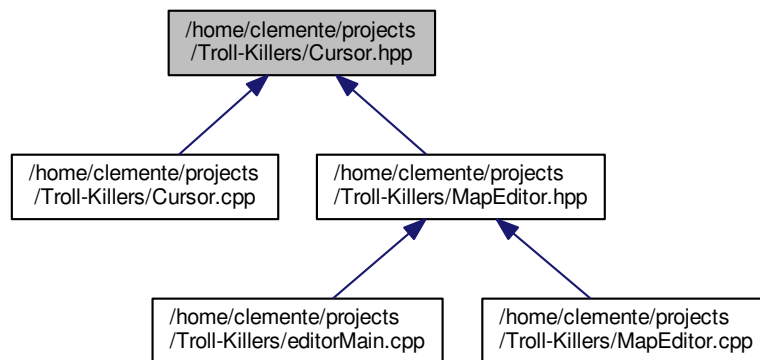 /home/clemente/projects
/Troll-Killers/Cursor.hpp
/home/clemente/projects
/Troll-Killers/Cursor.cpp
/home/clemente/projects
/Troll-Killers/MapEditor.hpp
/home/clemente/projects
/Troll-Killers/editorMain.cpp
/home/clemente/projects
/Troll-Killers/MapEditor.cpp